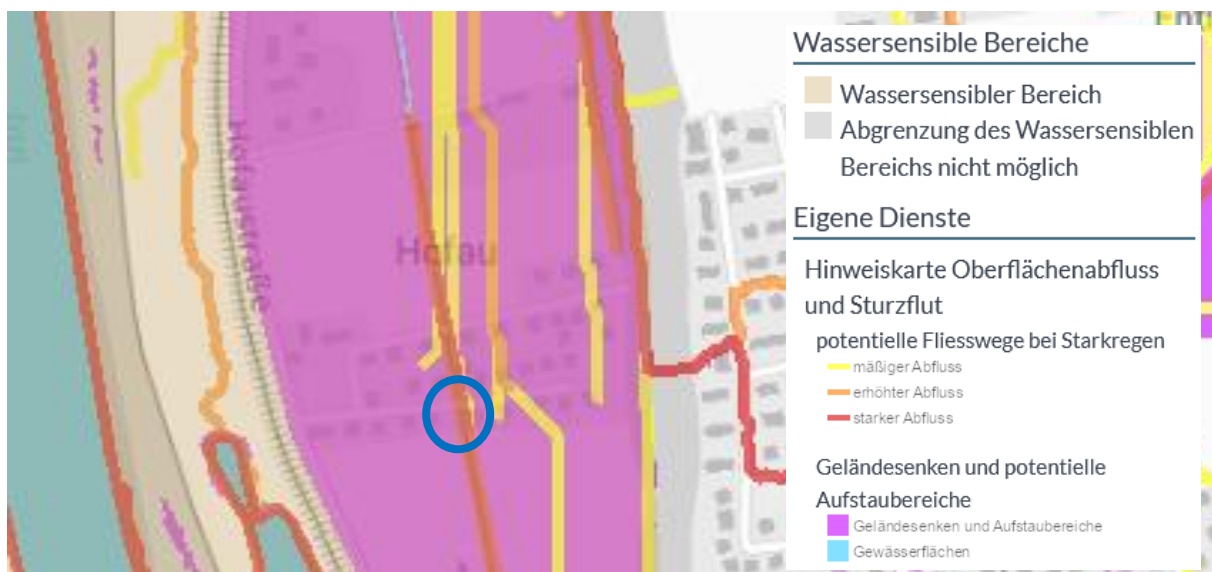 Hofaustraße
Hofau
Wassersensible Bereiche
Wassersensibler Bereich
Abgrenzung des Wassersensiblen
Bereichs nicht möglich
Eigene Dienste
Hinweiskarte Oberflächenabfluss
und Sturzflut
potentielle Fliesswege bei Starkregen
mäßiger Abfluss
erhöhter Abfluss
starker Abfluss
Geländesenken und potentielle
Aufstaubereiche
Geländesenken und Aufstaubereiche
Gewässerflächen